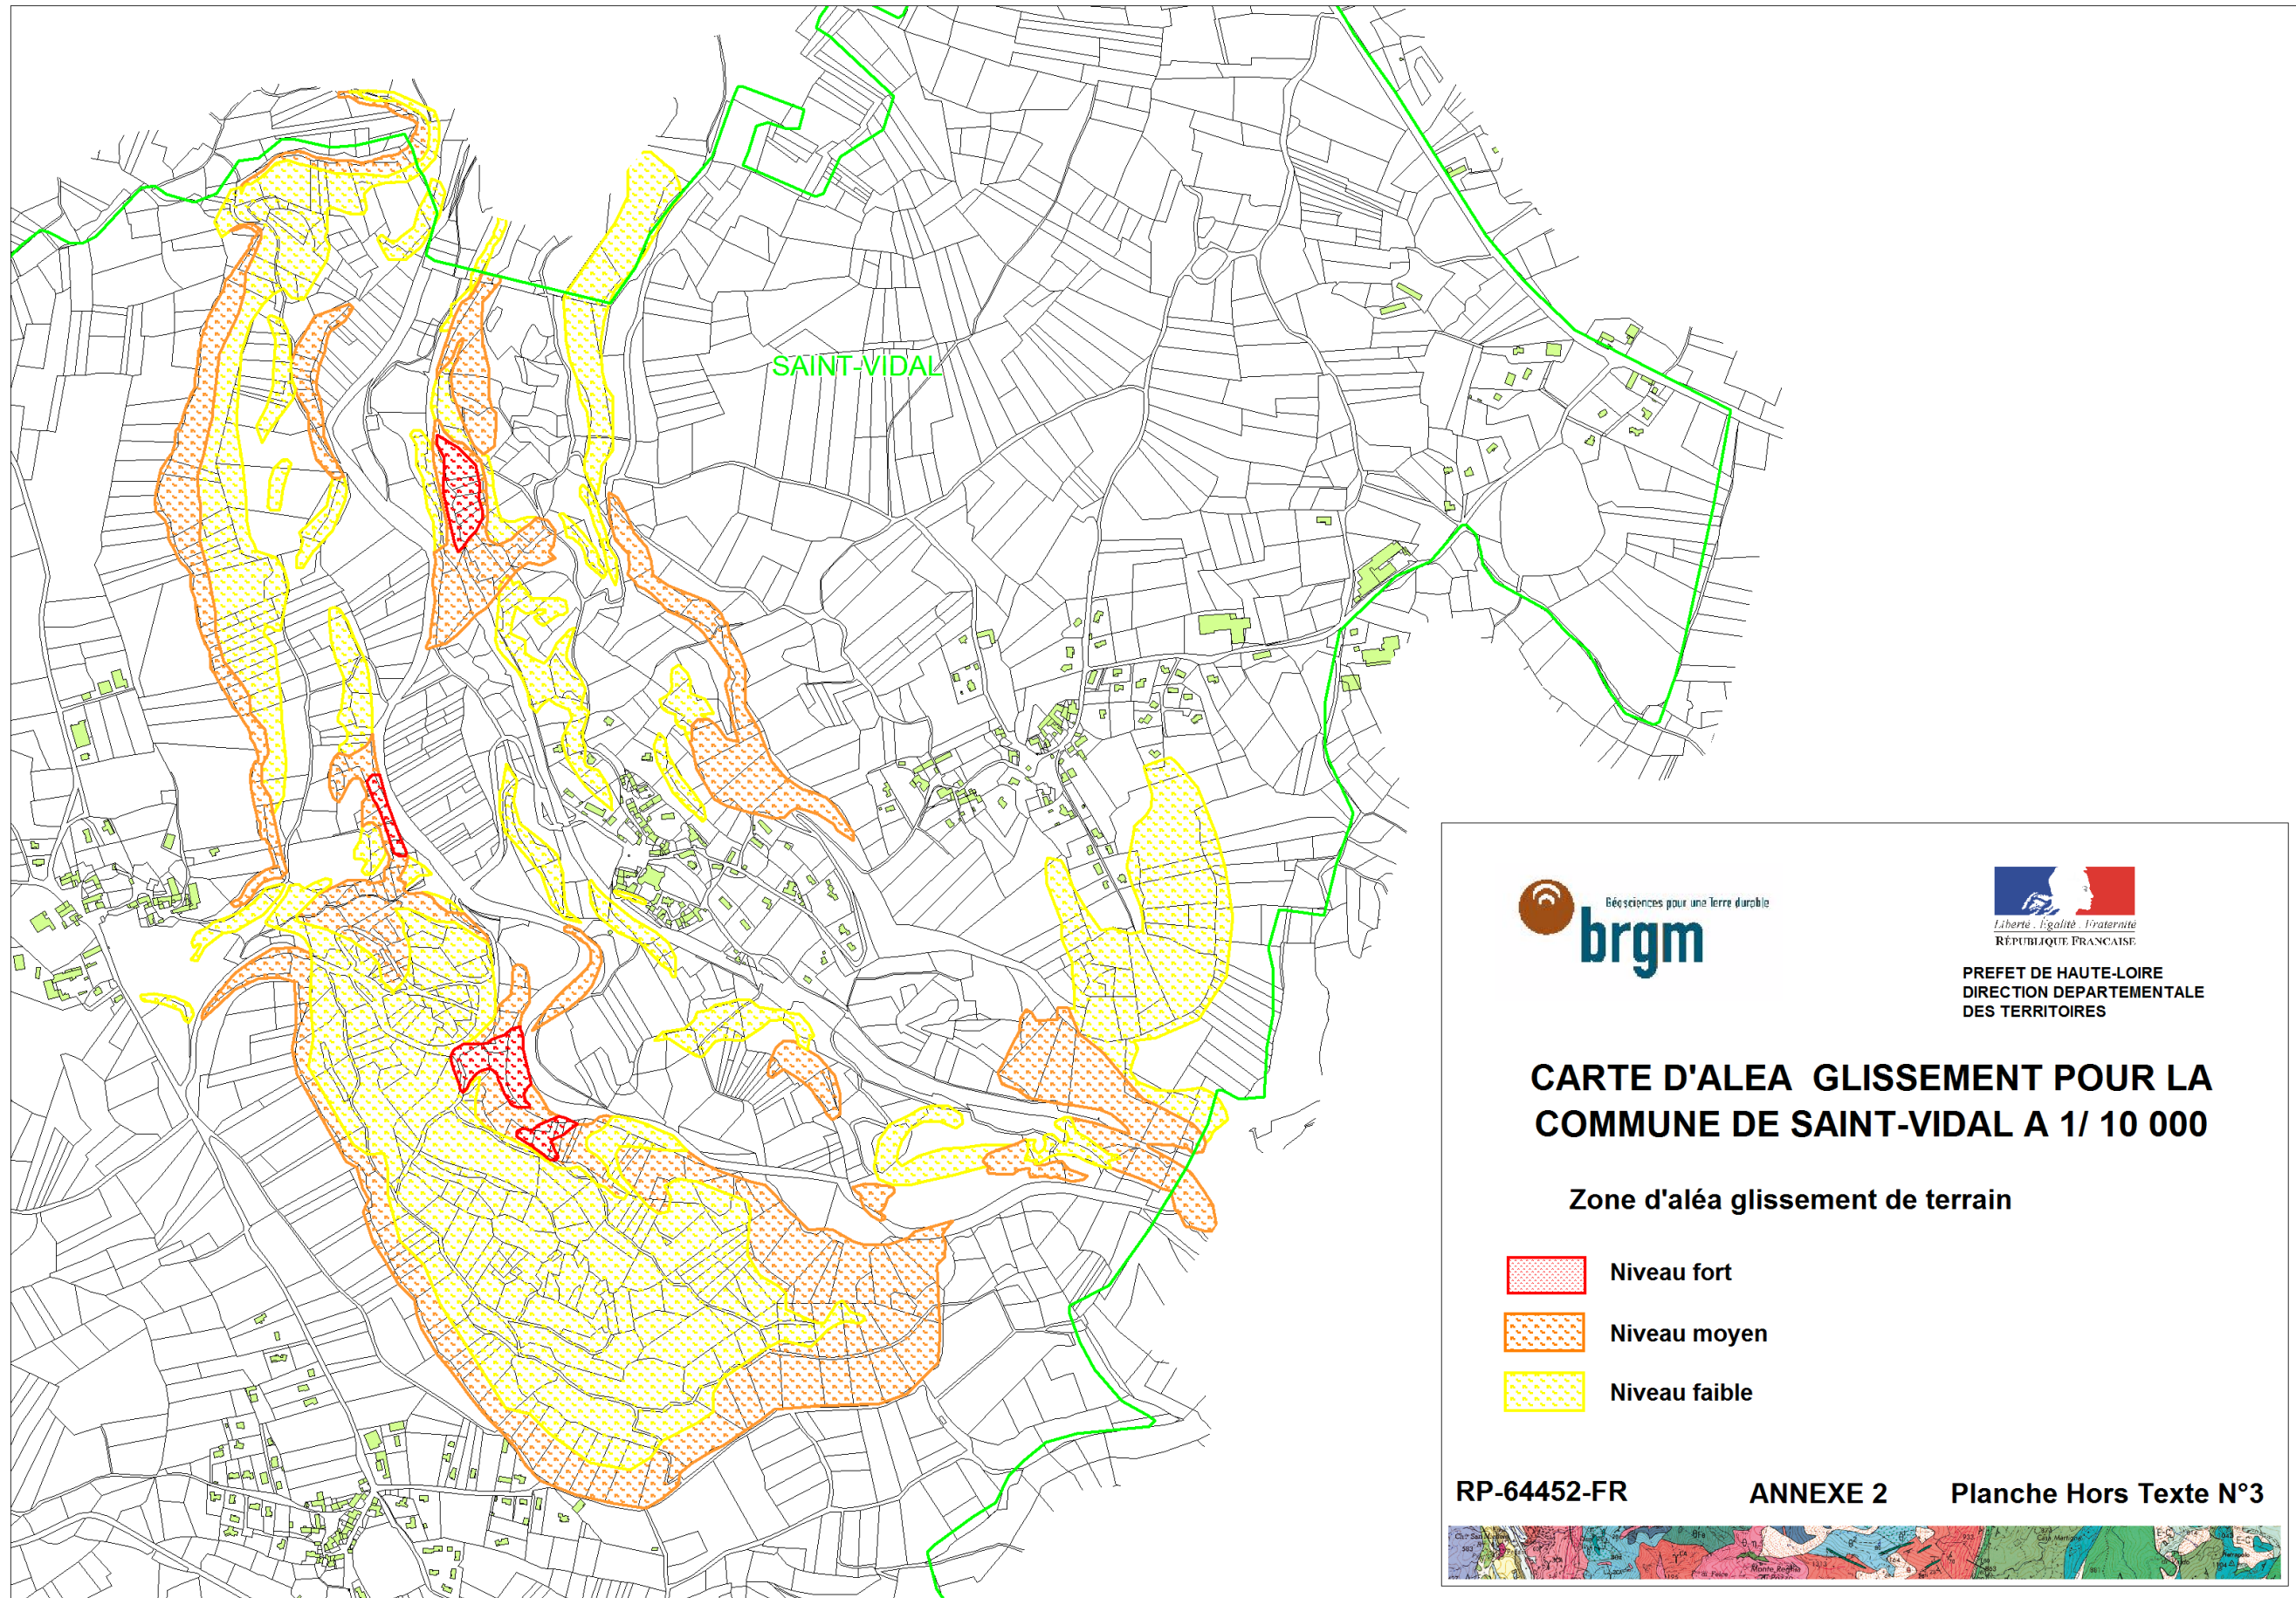 SAINT-VIDAL
Géosciences pour une Terre durable
brgm
Liberté . Égalité . Fraternité
RÉPUBLIQUE FRANCAISE
PREFET DE HAUTE-LOIRE
DIRECTION DEPARTEMENTALE
DES TERRITOIRES
CARTE D'ALEA GLISSEMENT POUR LA
COMMUNE DE SAINT-VIDAL A 1/ 10 000
Zone d'aléa glissement de terrain
Niveau fort
Niveau moyen
Niveau faible
RP-64452-FR
ANNEXE 2
Planche Hors Texte N°3